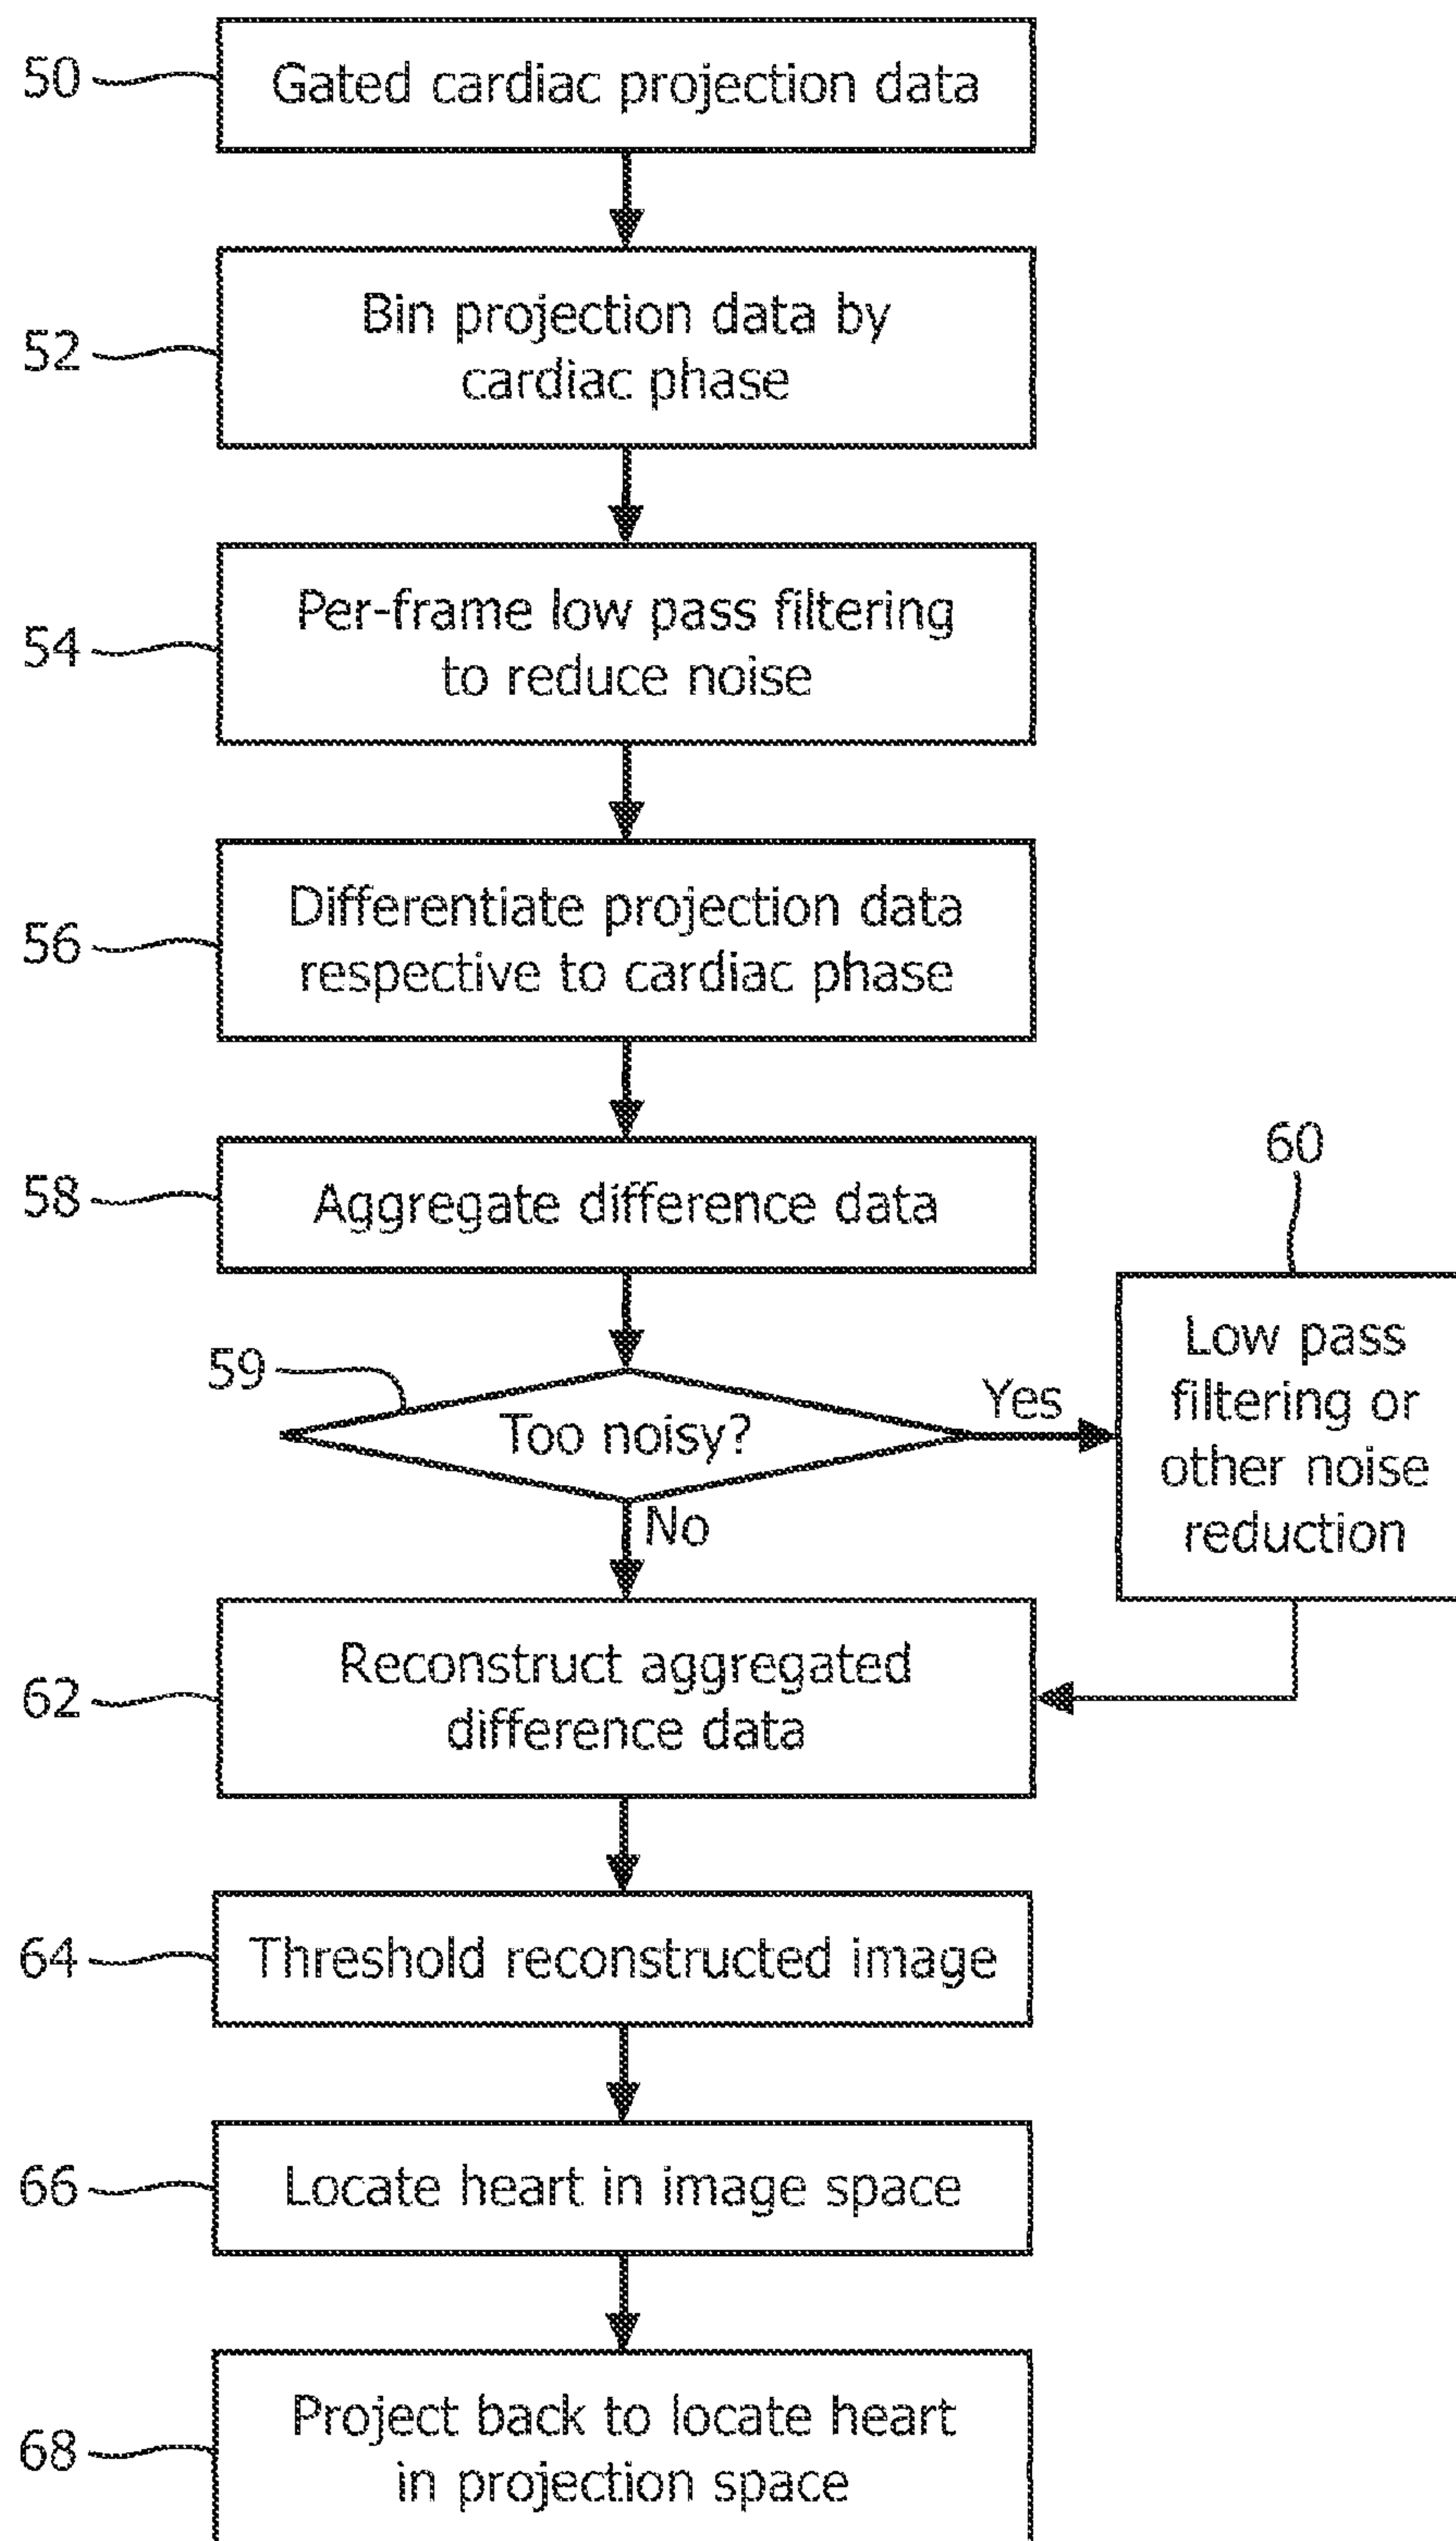 50
Gated cardiac projection data
52
Bin projection data by
cardiac phase
54
Per-frame low pass filtering
to reduce noise
56
Differentiate projection data
respective to cardiac phase
58
Aggregate difference data
59
Too noisy?
Yes
No
60
Low pass
filtering or
other noise
reduction
62
Reconstruct aggregated
difference data
64
Threshold reconstructed image
66
Locate heart in image space
68
Project back to locate heart
in projection space